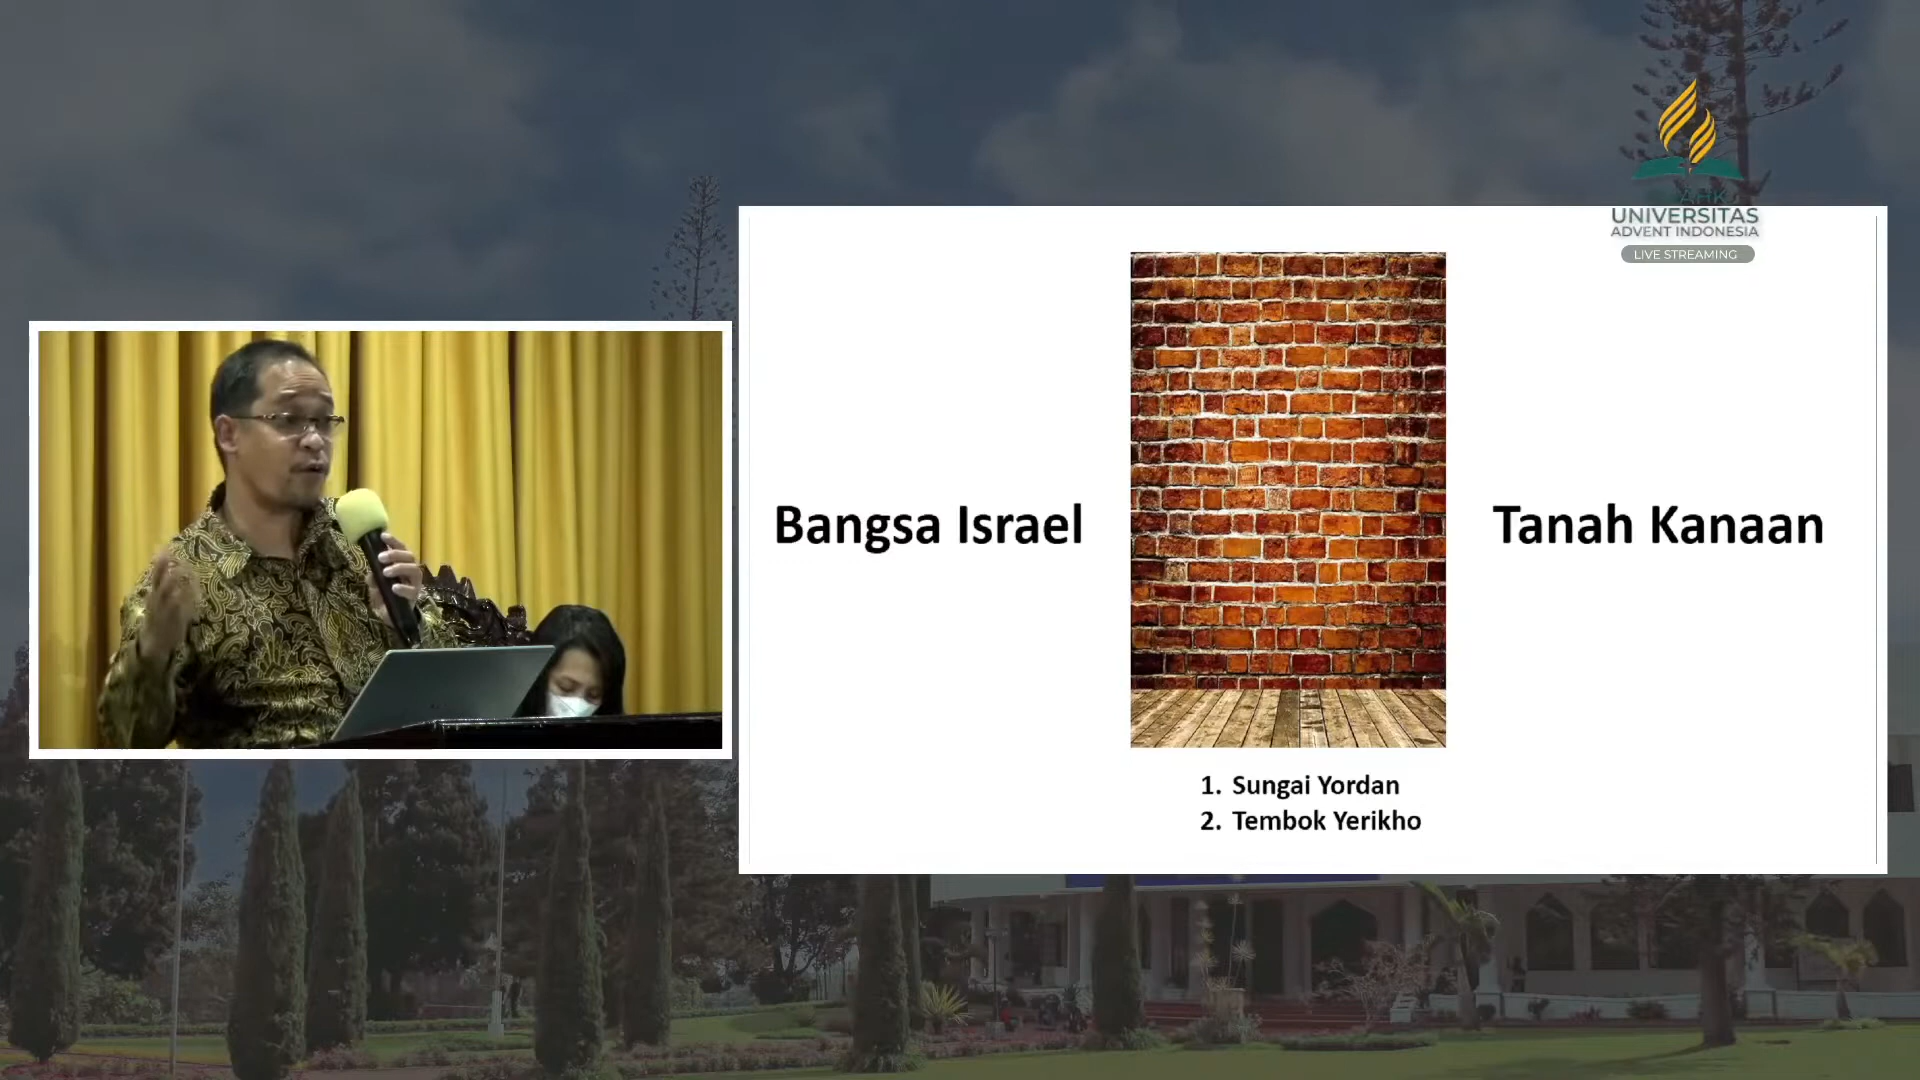 UNIVERSITAS
ADVENT INDONESIA
LIVE STREAMING
Bangsa Israel
Tanah Kanaan
1. Sungai Yordan
2. Tembok Yerikho